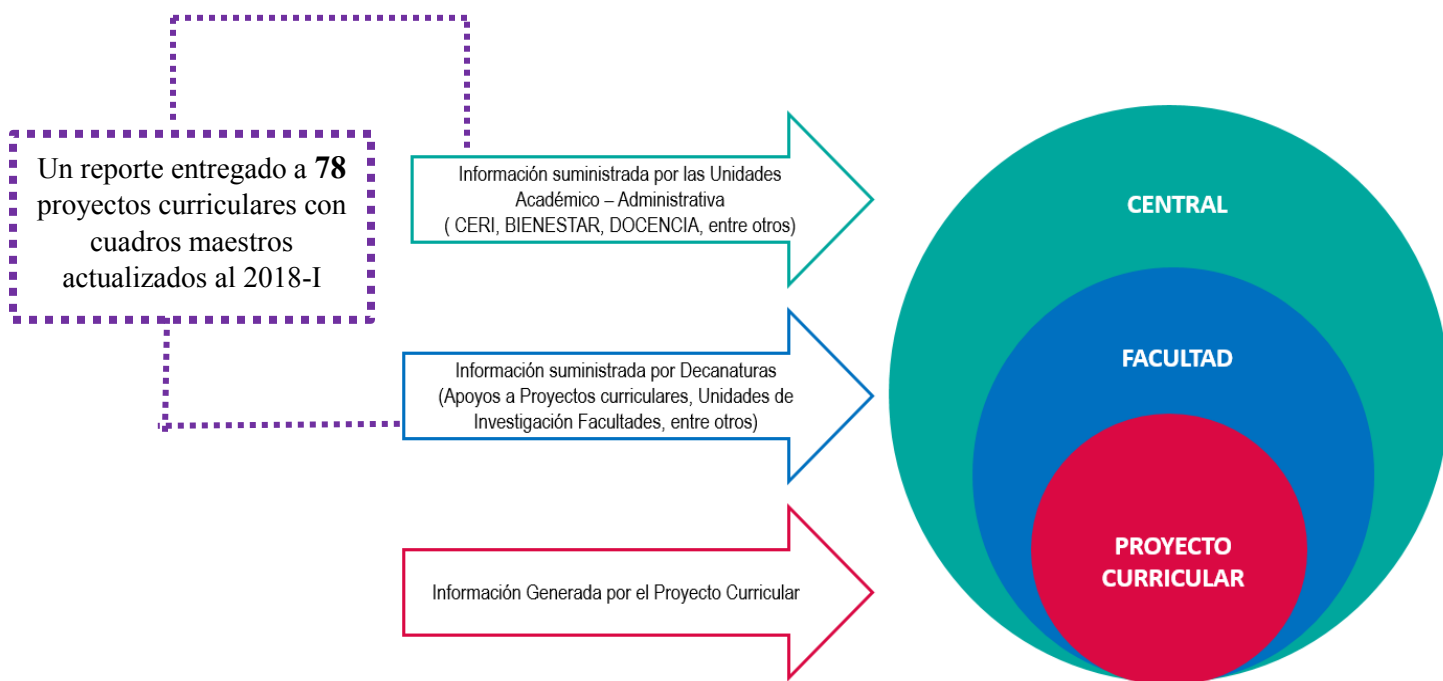 Un reporte entregado a 78
proyectos curriculares con
cuadros maestros
actualizados al 2018-I
Información suministrada por las Unidades
Académico – Administrativa
( CERI, BIENESTAR, DOCENCIA, entre otros)
Información suministrada por Decanaturas
(Apoyos a Proyectos curriculares, Unidades de
Investigación Facultades, entre otros)
Información Generada por el Proyecto Curricular
CENTRAL
FACULTAD
PROYECTO
CURRICULAR